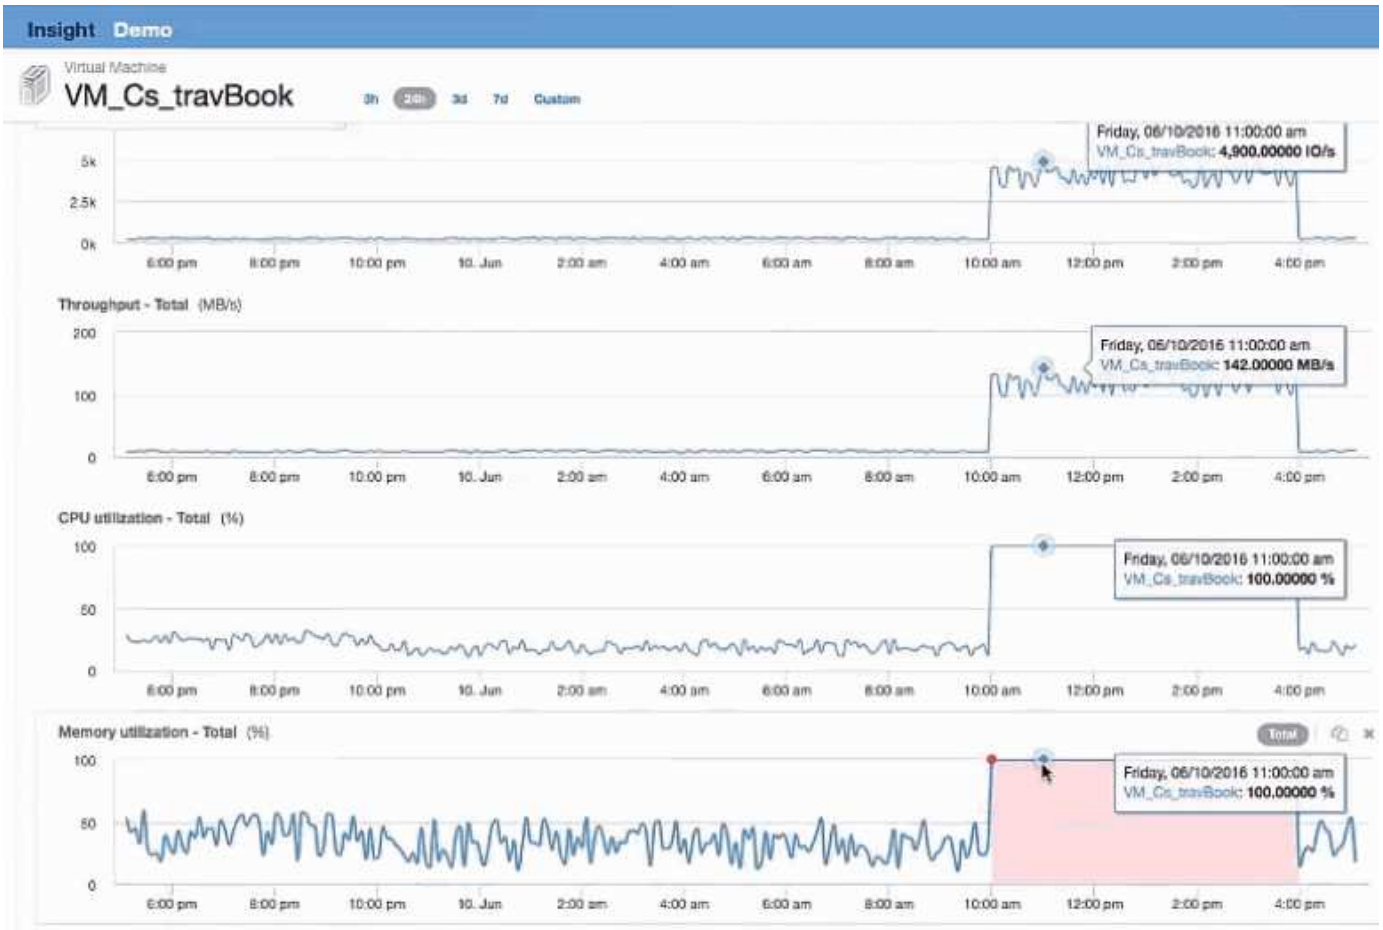 Insight Demo
Virtual Machine
VM_Cs_travBook
3h 24h 3d 7d Custom
Friday, 06/10/2016 11:00:00 am
VM_Cs_travBook: 4,900.00000 IO/s
5k
2.5k
0k
6:00 pm 8:00 pm 10:00 pm 10. Jun 2:00 am 4:00 am 6:00 am 8:00 am 10:00 am 12:00 pm 2:00 pm 4:00 pm
Throughput - Total (MB/s)
200
Friday, 06/10/2016 11:00:00 am
VM_Cs_travBook: 142.00000 MB/s
100
0
6:00 pm 8:00 pm 10:00 pm 10. Jun 2:00 am 4:00 am 6:00 am 8:00 am 10:00 am 12:00 pm 2:00 pm 4:00 pm
CPU utilization - Total (%)
100
Friday, 06/10/2016 11:00:00 am
VM_Cs_travBook: 100.00000 %
50
0
6:00 pm 8:00 pm 10:00 pm 10. Jun 2:00 am 4:00 am 6:00 am 8:00 am 10:00 am 12:00 pm 2:00 pm 4:00 pm
Memory utilization - Total (%)
Total
100
Friday, 06/10/2016 11:00:00 am
VM_Cs_travBook: 100.00000 %
50
0
6:00 pm 8:00 pm 10:00 pm 10. Jun 2:00 am 4:00 am 6:00 am 8:00 am 10:00 am 12:00 pm 2:00 pm 4:00 pm